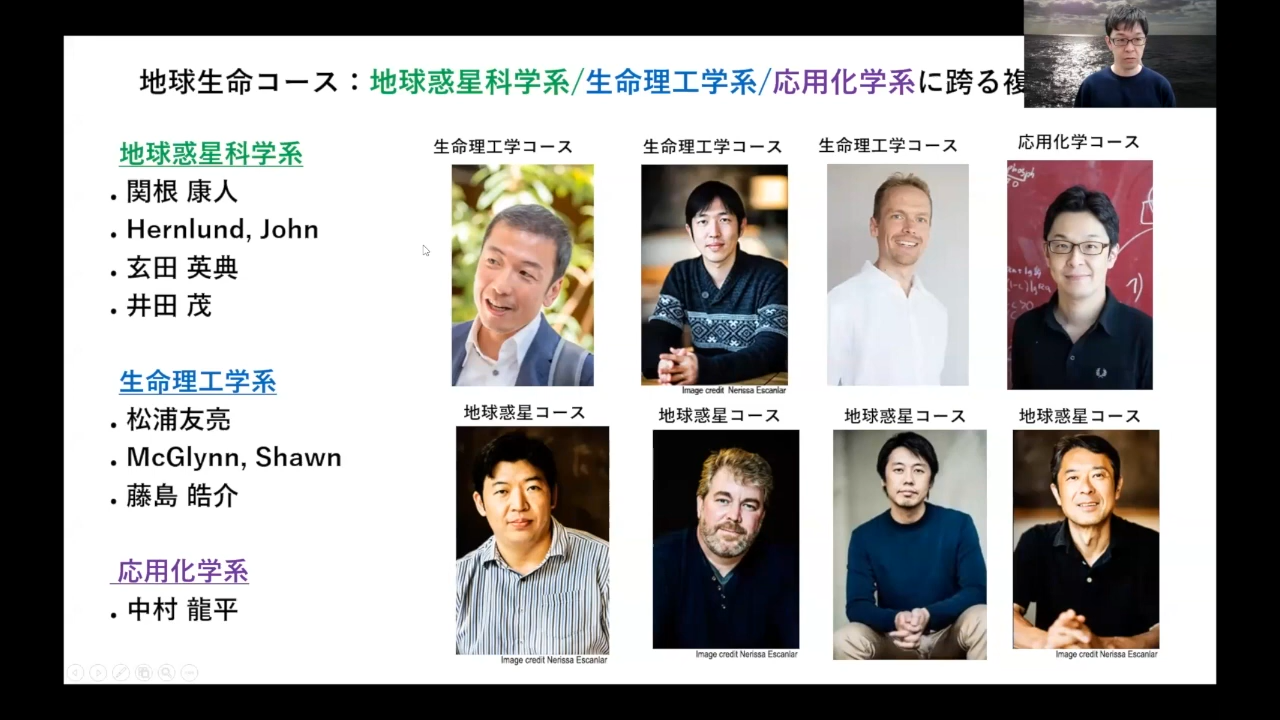 地球生命コース：地球惑星科学系/生命理工学系/応用化学系に跨る複
地球惑星科学系
・関根 康人
・Hernlund, John
・玄田 英典
・井田 茂
生命理工学系
・松浦友亮
・McGlynn, Shawn
・藤島 皓介
応用化学系
・中村 龍平
生命理工学コース
生命理工学コース
生命理工学コース
応用化学コース
Image credit Nerissa Escanlar
地球惑星コース
地球惑星コース
地球惑星コース
地球惑星コース
Image credit Nerissa Escanlar
Image credit Nerissa Escanlar
Image credit Nerissa Escanlar